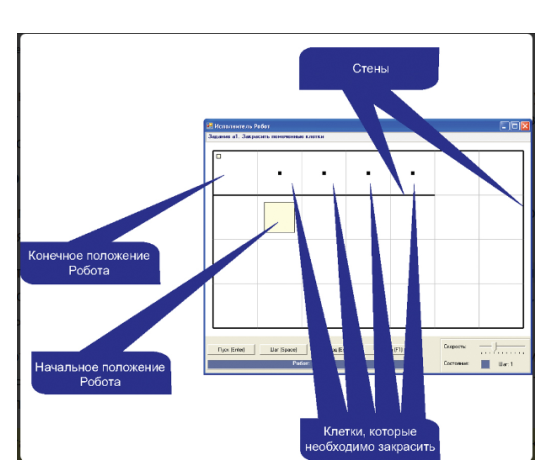 Стены
Исполнитель Робот
Задание a1. Закрасить помеченные клетки
Конечное положение
Робота
Начальное положение
Робота
Пуск (Enter)
Шаг (Space)
Скорость:
Состояние:
Шаг: 1
Клетки, которые
необходимо закрасить